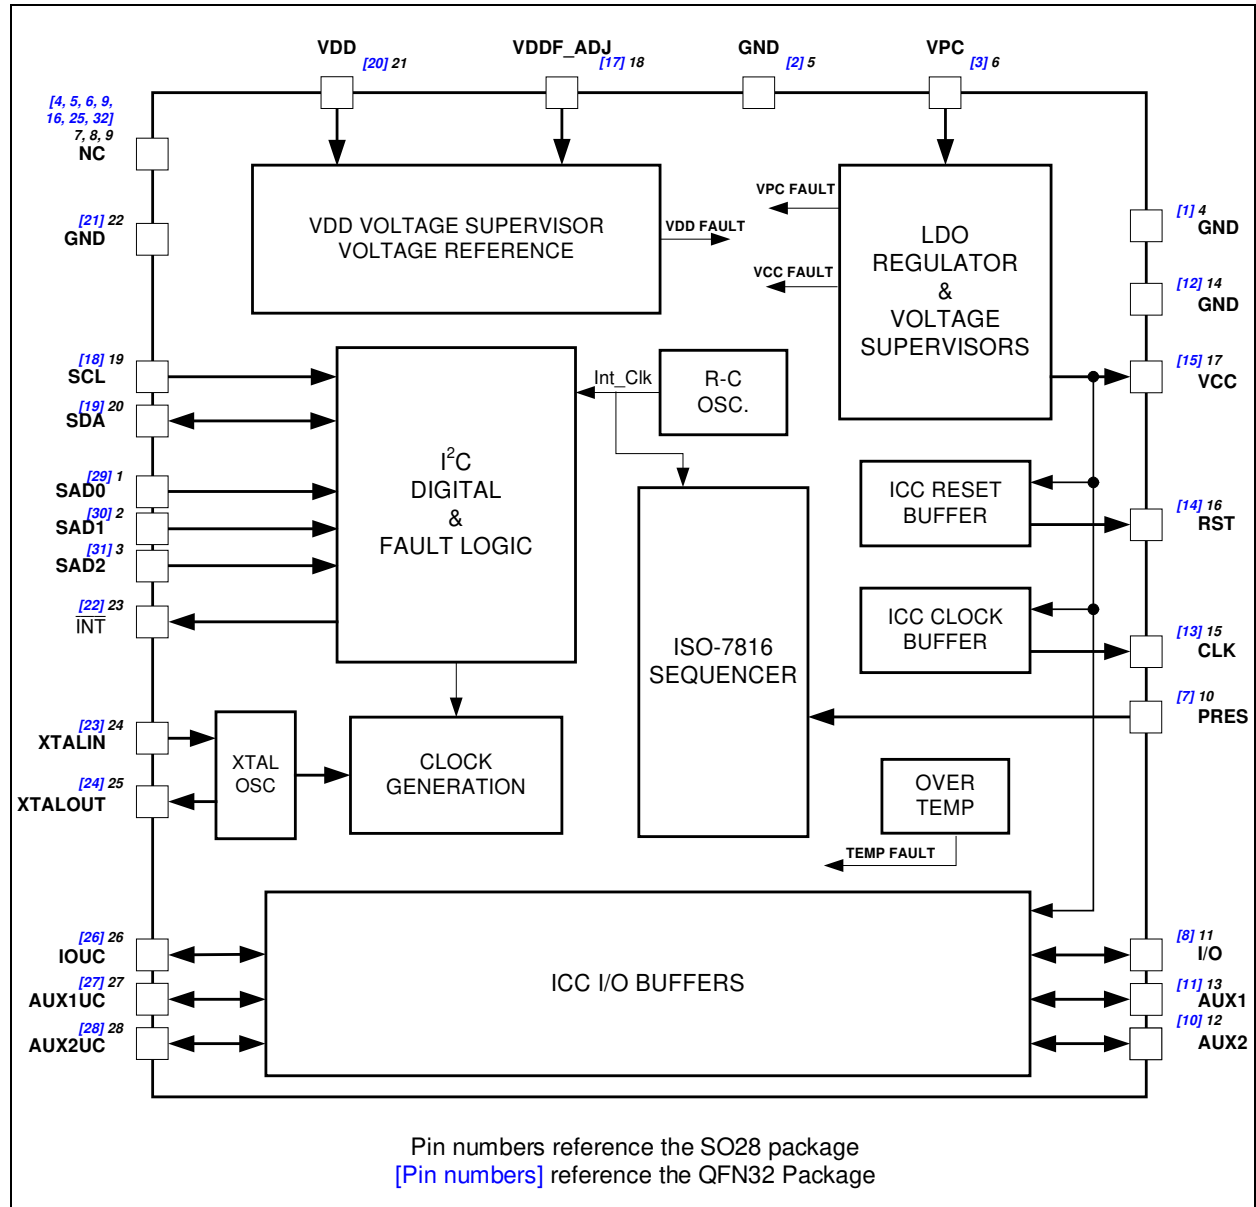 VDD
[20] 21
VDDF_ADJ
[17] 18
GND
[2] 5
VPC
[3] 6
[4, 5, 6, 9,
16, 25, 32]
7, 8, 9
NC
[21] 22
GND
VDD VOLTAGE SUPERVISOR
VOLTAGE REFERENCE
VDD FAULT
VPC FAULT
VCC FAULT
LDO
REGULATOR
&
VOLTAGE
SUPERVISORS
[1] 4
GND
[12] 14
GND
[15] 17
VCC
[18] 19
SCL
[19] 20
SDA
[29] 1
SAD0
[30] 2
SAD1
[31] 3
SAD2
[22] 23
INT
I²C
DIGITAL
&
FAULT LOGIC
Int_Clk
R-C
OSC.
ISO-7816
SEQUENCER
ICC RESET
BUFFER
[14] 16
RST
ICC CLOCK
BUFFER
[13] 15
CLK
[7] 10
PRES
[23] 24
XTALIN
[24] 25
XTALOUT
XTAL
OSC
CLOCK
GENERATION
OVER
TEMP
TEMP FAULT
[26] 26
IOUC
[27] 27
AUX1UC
[28] 28
AUX2UC
ICC I/O BUFFERS
[8] 11
I/O
[11] 13
AUX1
[10] 12
AUX2
Pin numbers reference the SO28 package
[Pin numbers] reference the QFN32 Package